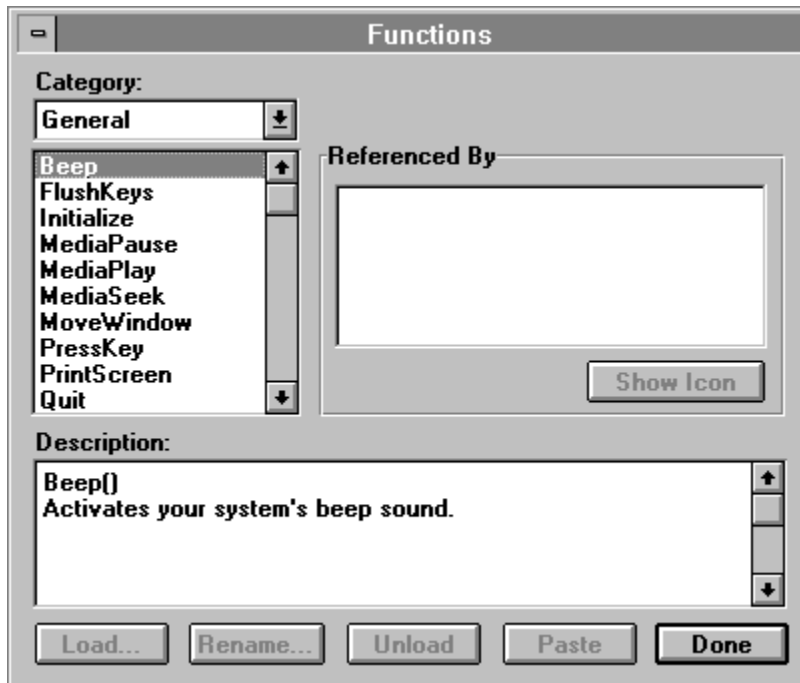 Functions
Category:
General
Beep
FlushKeys
Initialize
MediaPause
MediaPlay
MediaSeek
MoveWindow
PressKey
PrintScreen
Quit
Referenced By
Show Icon
Description:
Beep()
Activates your system's beep sound.
Load... Rename... Unload Paste Done